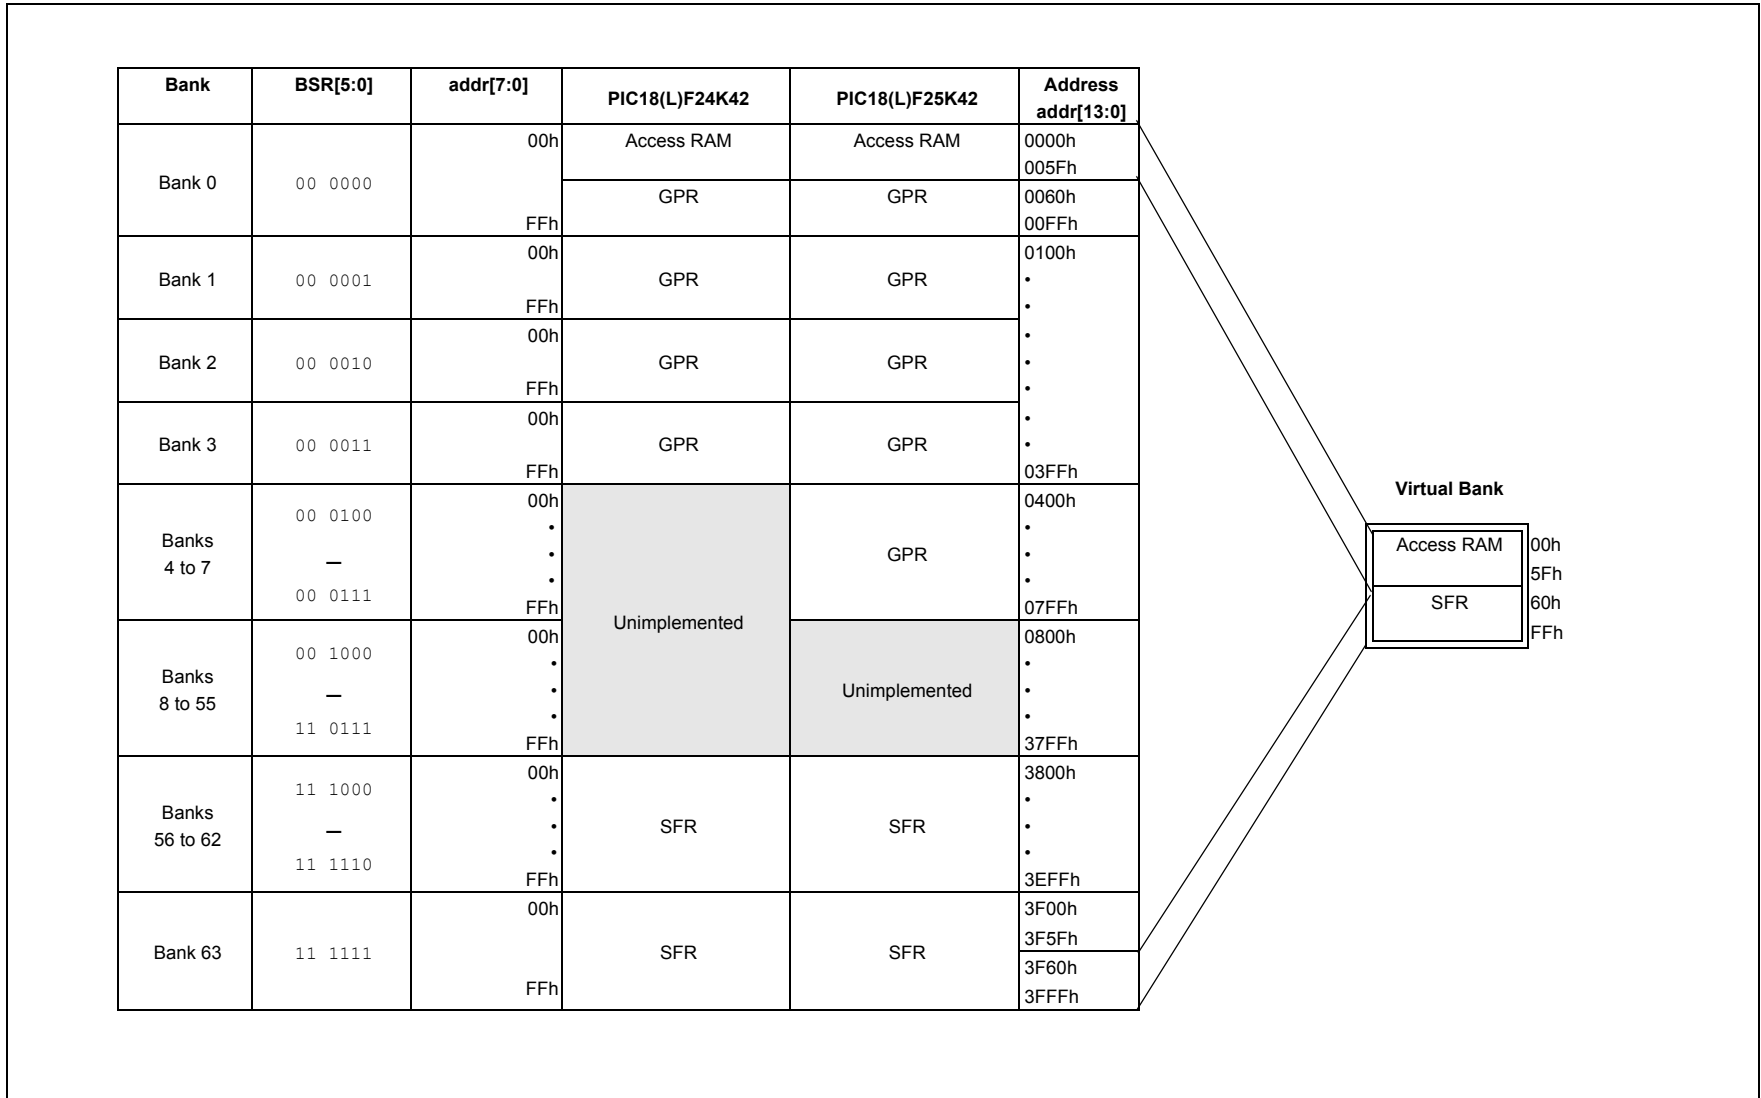 Bank BSR[5:0] addr[7:0] PIC18(L)F24K42 PIC18(L)F25K42 Address
addr[13:0]
Bank 0 00 0000 00h Access RAM Access RAM 0000h
005Fh
GPR GPR 0060h
FFh 00FFh
Bank 1 00 0001 00h GPR GPR 0100h
•
FFh •
Bank 2 00 0010 00h GPR GPR •
•
FFh •
Bank 3 00 0011 00h GPR GPR •
•
FFh 03FFh
Banks
4 to 7
00 0100
–
00 0111
00h
•
•
•
FFh
Unimplemented
GPR
0400h
•
•
•
07FFh
Banks
8 to 55
00 1000
–
11 0111
00h
•
•
•
FFh
Unimplemented
0800h
•
•
•
37FFh
Banks
56 to 62
11 1000
–
11 1110
00h
•
•
•
FFh
SFR
SFR
3800h
•
•
•
3EFFh
Bank 63
11 1111
00h
FFh
SFR
SFR
3F00h
3F5Fh
3F60h
3FFFh
Virtual Bank
Access RAM 00h
5Fh
SFR 60h
FFh